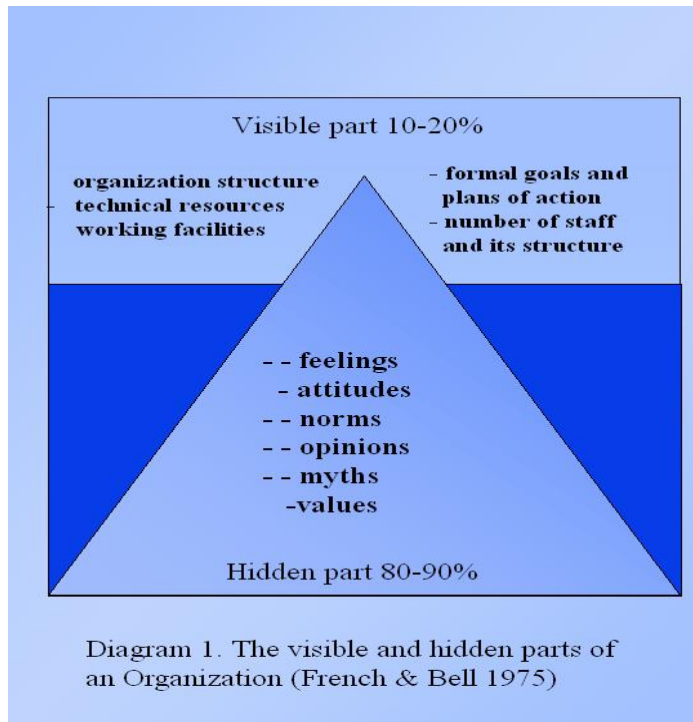 Visible part 10-20%
organization structure
- technical resources
working facilities
- formal goals and
plans of action
- number of staff
and its structure
- - feelings
- attitudes
- - norms
- - opinions
- - myths
-values
Hidden part 80-90%
Diagram 1. The visible and hidden parts of
an Organization (French & Bell 1975)